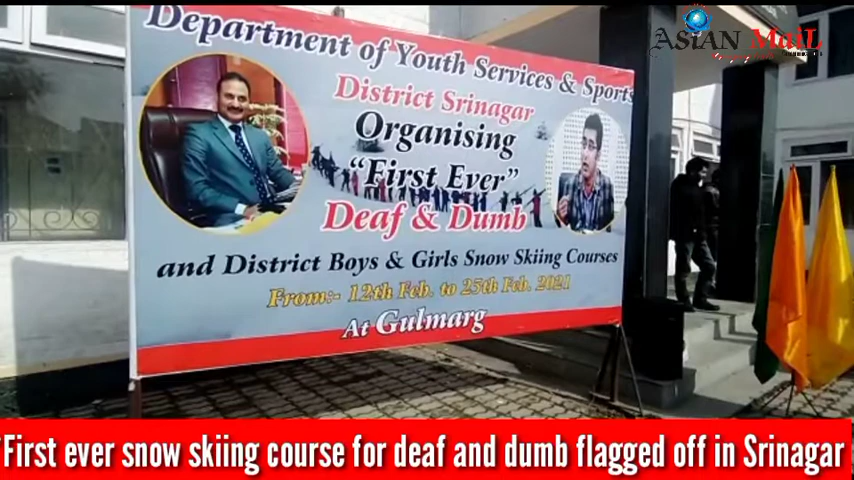 ASIAN MAIL
Department of Youth Services & Sports
District Srinagar
Organising
"First Ever"
Deaf & Dumb
and District Boys & Girls Snow Skiing Courses
From:- 12th Feb. to 25th Feb. 2021
At Gulmarg
First ever snow skiing course for deaf and dumb flagged off in Srinagar